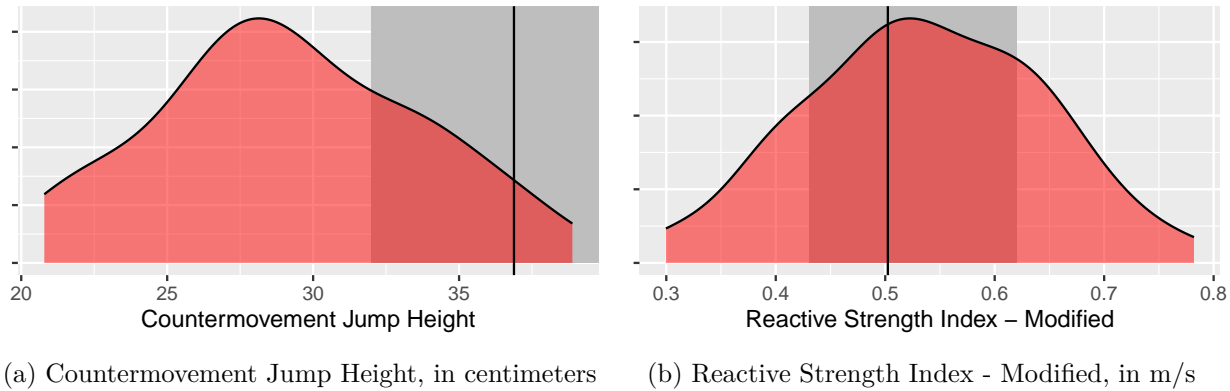 20 25 30 35
Countermovement Jump Height
(a) Countermovement Jump Height, in centimeters
0.3 0.4 0.5 0.6 0.7 0.8
Reactive Strength Index − Modified
(b) Reactive Strength Index - Modified, in m/s